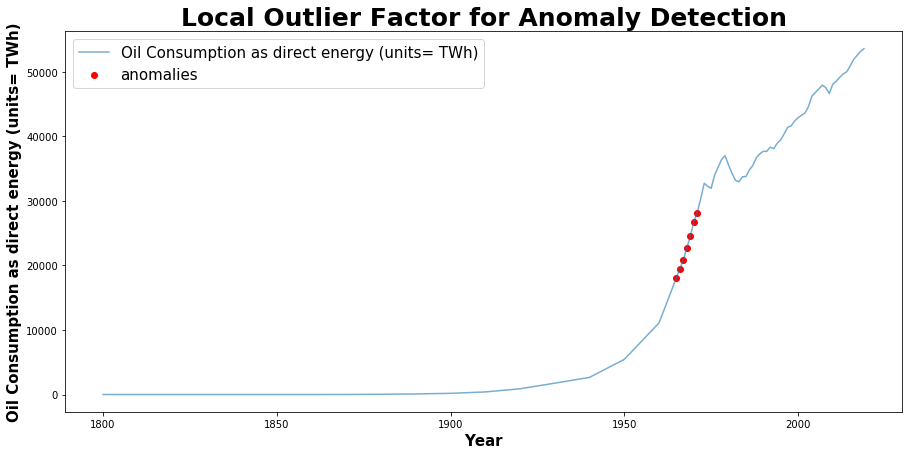 Local Outlier Factor for Anomaly Detection
Oil Consumption as direct energy (units= TWh)
anomalies
Oil Consumption as direct energy (units= TWh)
50000
40000
30000
20000
10000
0
1800
1850
1900
1950
2000
Year